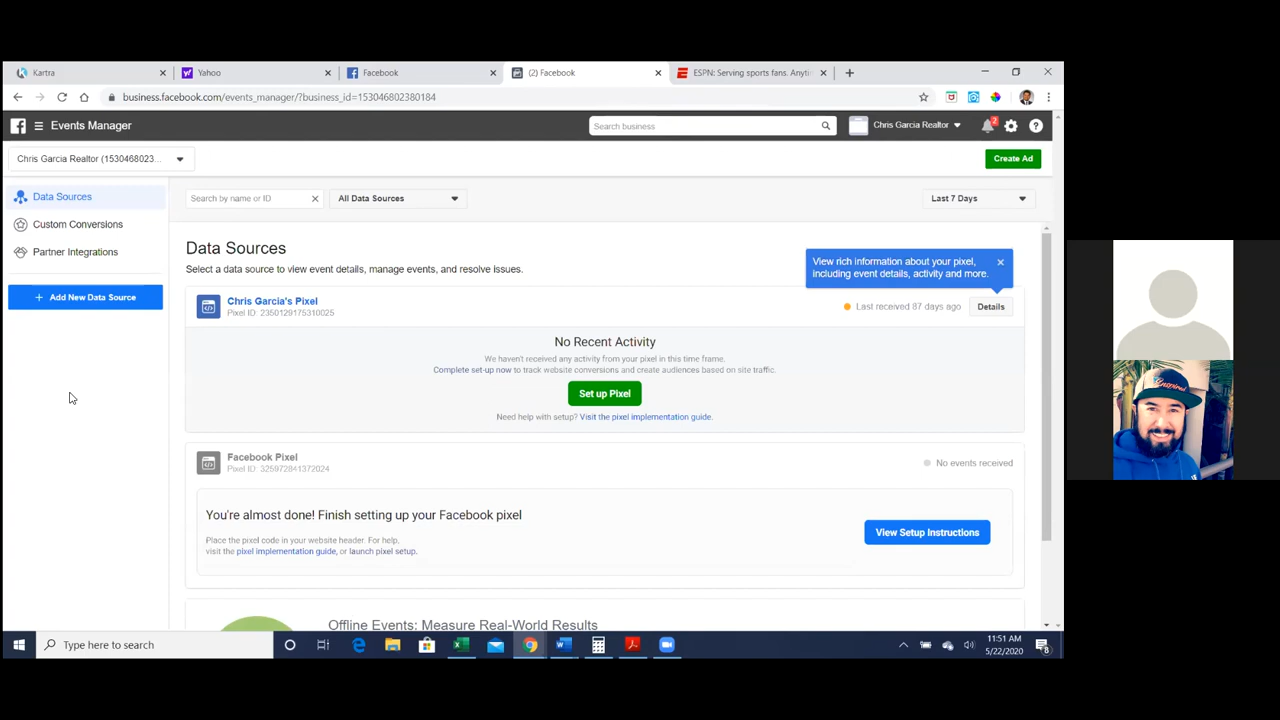 Kartra
Yahoo
Facebook
(2) Facebook
ESPN: Serving sports fans. Anyti
business.facebook.com/events_manager/?business_id=153046802380184
Events Manager
Search business
Chris Garcia Realtor
2
Chris Garcia Realtor (1530468023...
Create Ad
Data Sources
Custom Conversions
Partner Integrations
+ Add New Data Source
Search by name or ID
All Data Sources
Last 7 Days
Data Sources
Select a data source to view event details, manage events, and resolve issues.
View rich information about your pixel,
including event details, activity and more.
Chris Garcia's Pixel
Pixel ID: 2350129175310025
Last received 87 days ago
Details
No Recent Activity
We haven't received any activity from your pixel in this time frame.
Complete set-up now to track website conversions and create audiences based on site traffic.
Set up Pixel
Need help with setup? Visit the pixel implementation guide.
Facebook Pixel
Pixel ID: 325972841372024
No events received
You're almost done! Finish setting up your Facebook pixel
Place the pixel code in your website header. For help,
visit the pixel implementation guide, or launch pixel setup.
View Setup Instructions
Offline Events: Measure Real-World Results
Type here to search
11:51 AM
5/22/2020
8
Inspired